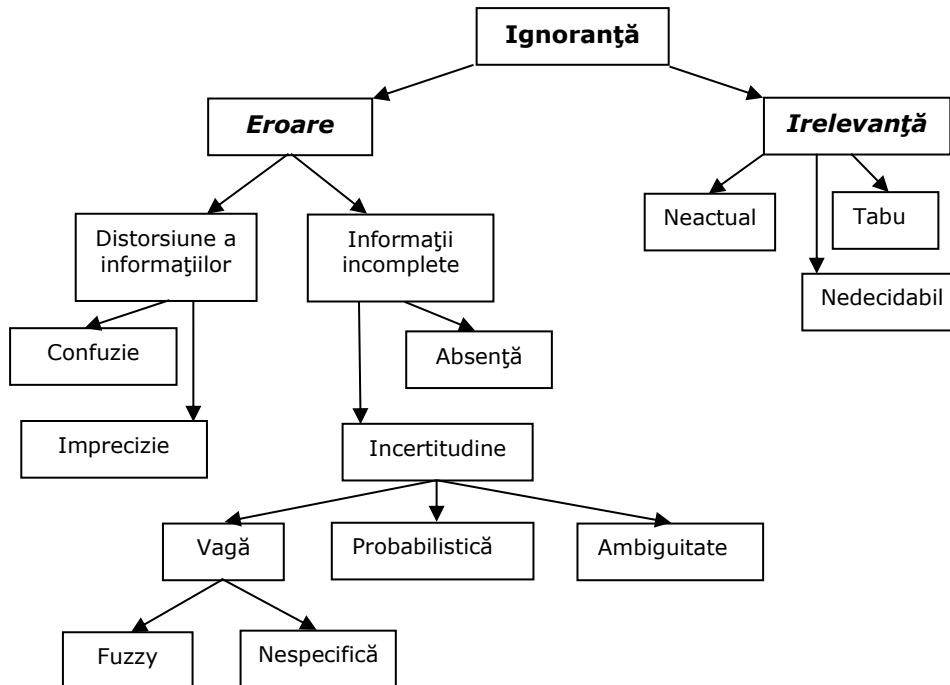 Ignoranţă
Eroare
Irelevanţă
Distorsiune a
informaţiilor
Informaţii
incomplete
Neactual
Tabu
Nedecidabil
Confuzie
Absenţă
Imprecizie
Incertitudine
Vagă
Probabilistică
Ambiguitate
Fuzzy
Nespecifică